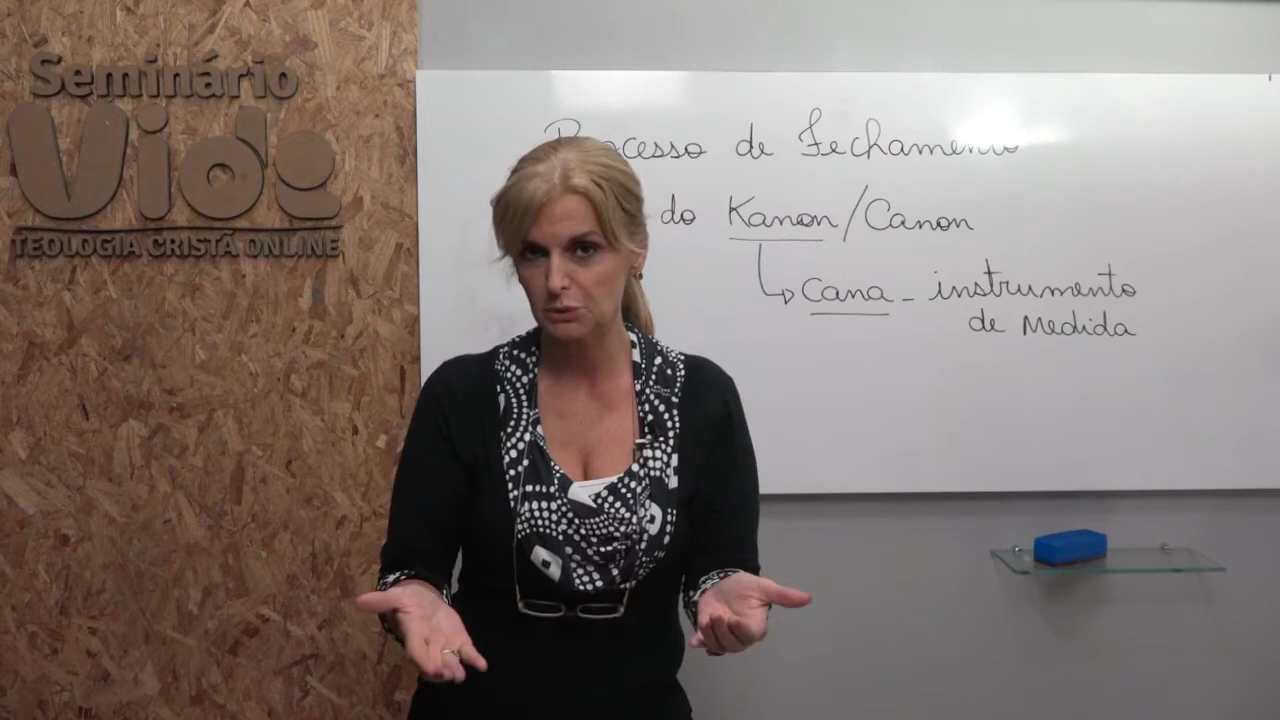 Seminário
Vida
TEOLOGIA CRISTÃ ONLINE
Processo de Fechamento
do Kanon/Canon
Cana - instrumento
de Medida